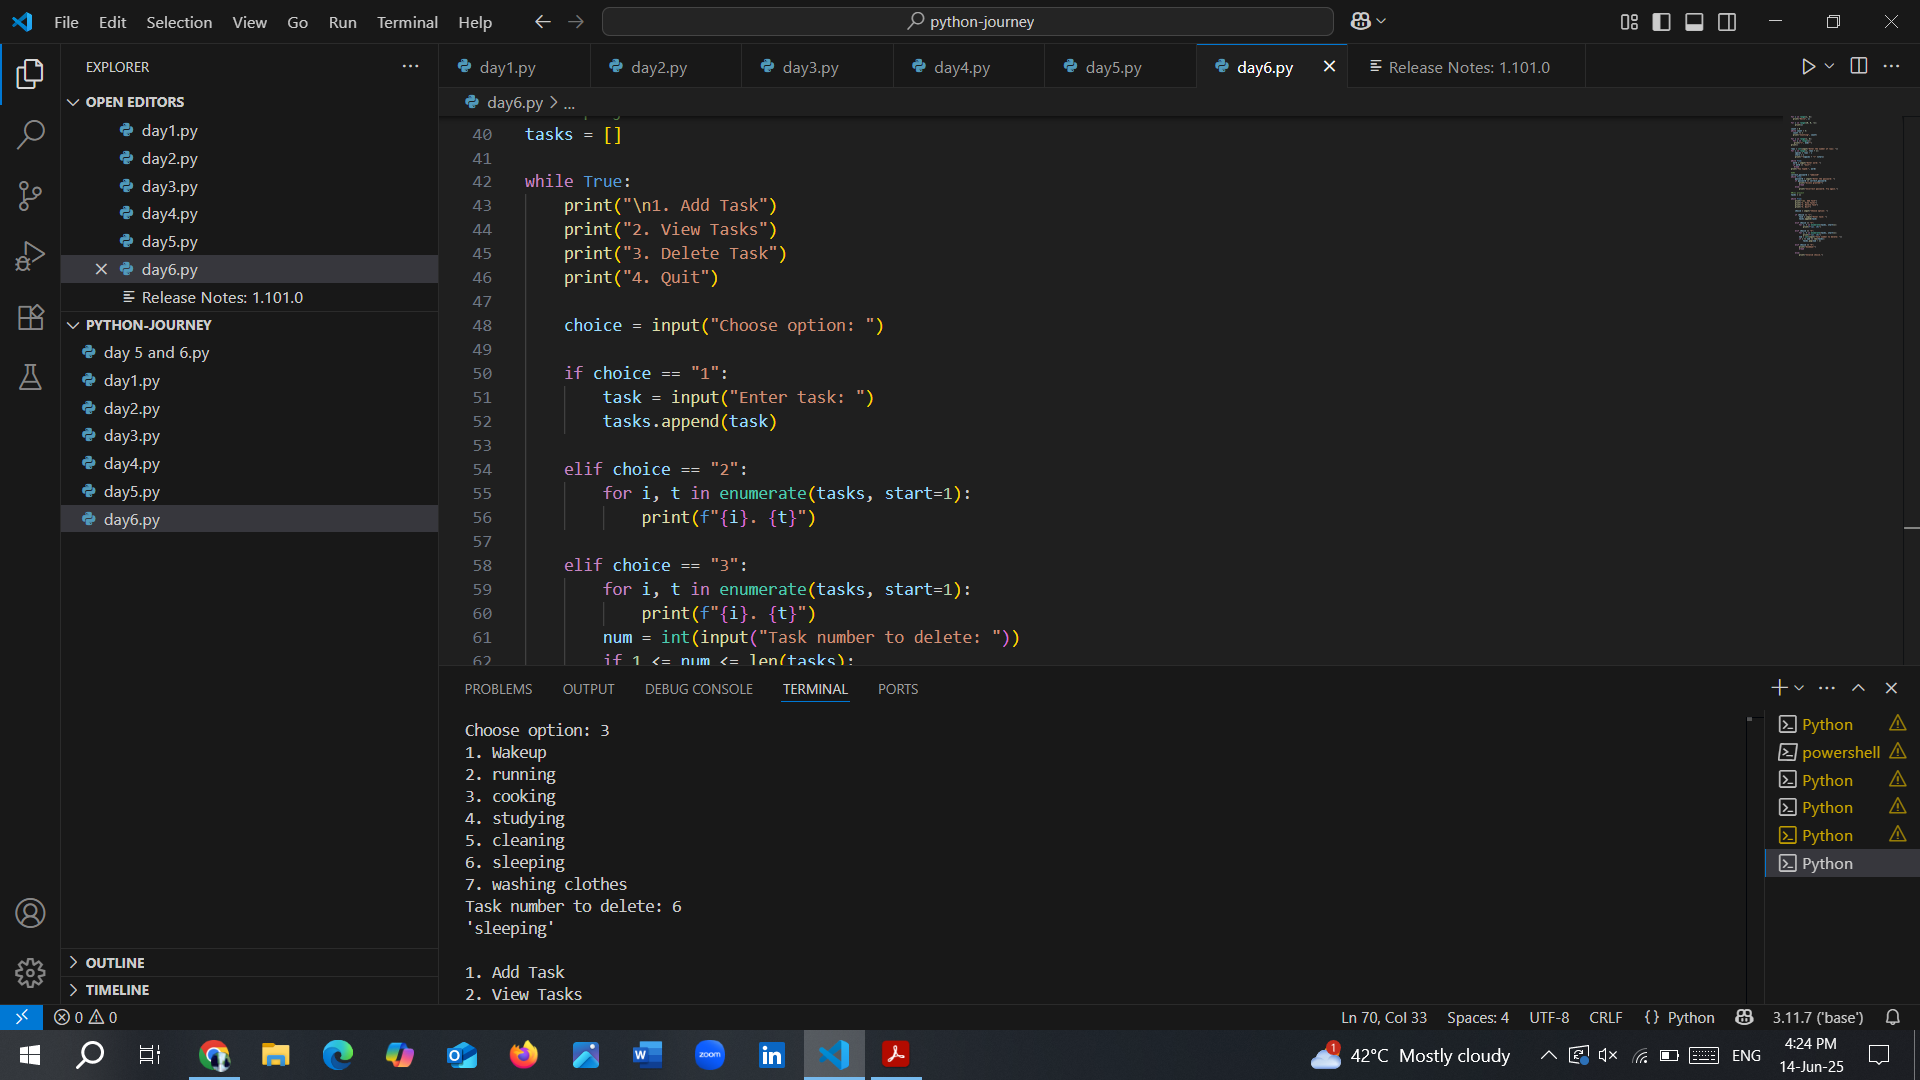 File Edit Selection View Go Run Terminal Help
python-journey
EXPLORER
OPEN EDITORS
day1.py
day2.py
day3.py
day4.py
day5.py
day6.py
Release Notes: 1.101.0
PYTHON-JOURNEY
day 5 and 6.py
day1.py
day2.py
day3.py
day4.py
day5.py
day6.py
OUTLINE
TIMELINE
day1.py day2.py day3.py day4.py day5.py day6.py Release Notes: 1.101.0
day6.py > ...
40 tasks = []
41
42 while True:
43     print("\n1. Add Task")
44     print("2. View Tasks")
45     print("3. Delete Task")
46     print("4. Quit")
47
48     choice = input("Choose option: ")
49
50     if choice == "1":
51         task = input("Enter task: ")
52         tasks.append(task)
53
54     elif choice == "2":
55         for i, t in enumerate(tasks, start=1):
56             print(f"{i}. {t}")
57
58     elif choice == "3":
59         for i, t in enumerate(tasks, start=1):
60             print(f"{i}. {t}")
61         num = int(input("Task number to delete: "))
62         if 1 <= num <= len(tasks):
PROBLEMS OUTPUT DEBUG CONSOLE TERMINAL PORTS
Choose option: 3
1. Wakeup
2. running
3. cooking
4. studying
5. cleaning
6. sleeping
7. washing clothes
Task number to delete: 6
'sleeping'
1. Add Task
2. View Tasks
Python
powershell
Python
Python
Python
Python
0 0
Ln 70, Col 33 Spaces: 4 UTF-8 CRLF {} Python 3.11.7 ('base')
zoom
1
42°C Mostly cloudy
ENG
4:24 PM
14-Jun-25